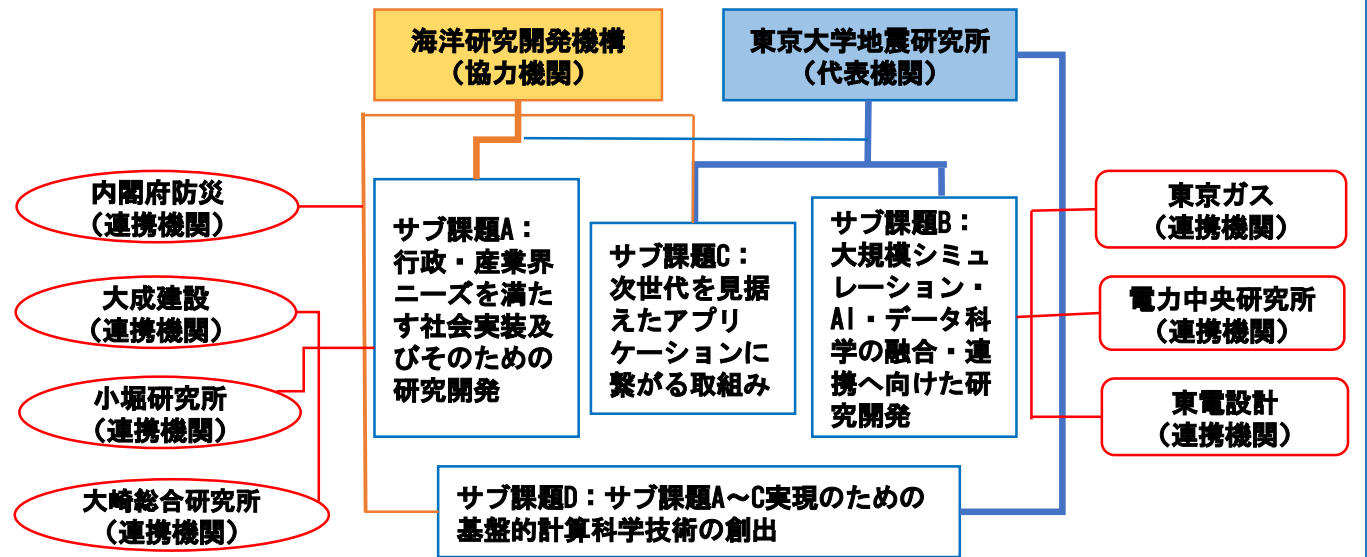 海洋研究開発機構
（協力機関）
東京大学地震研究所
（代表機関）
内閣府防災
（連携機関）
大成建設
（連携機関）
小堀研究所
（連携機関）
大崎総合研究所
（連携機関）
サブ課題A：
行政・産業界
ニーズを満た
す社会実装及
びそのための
研究開発
サブ課題C：
次世代を見据
えたアプリ
ケーションに
繋がる取組み
サブ課題B：
大規模シミュ
レーション・
AI・データ科
学の融合・連
携へ向けた研
究開発
東京ガス
（連携機関）
電力中央研究所
（連携機関）
東電設計
（連携機関）
サブ課題D：サブ課題A～C実現のための
基盤的計算科学技術の創出